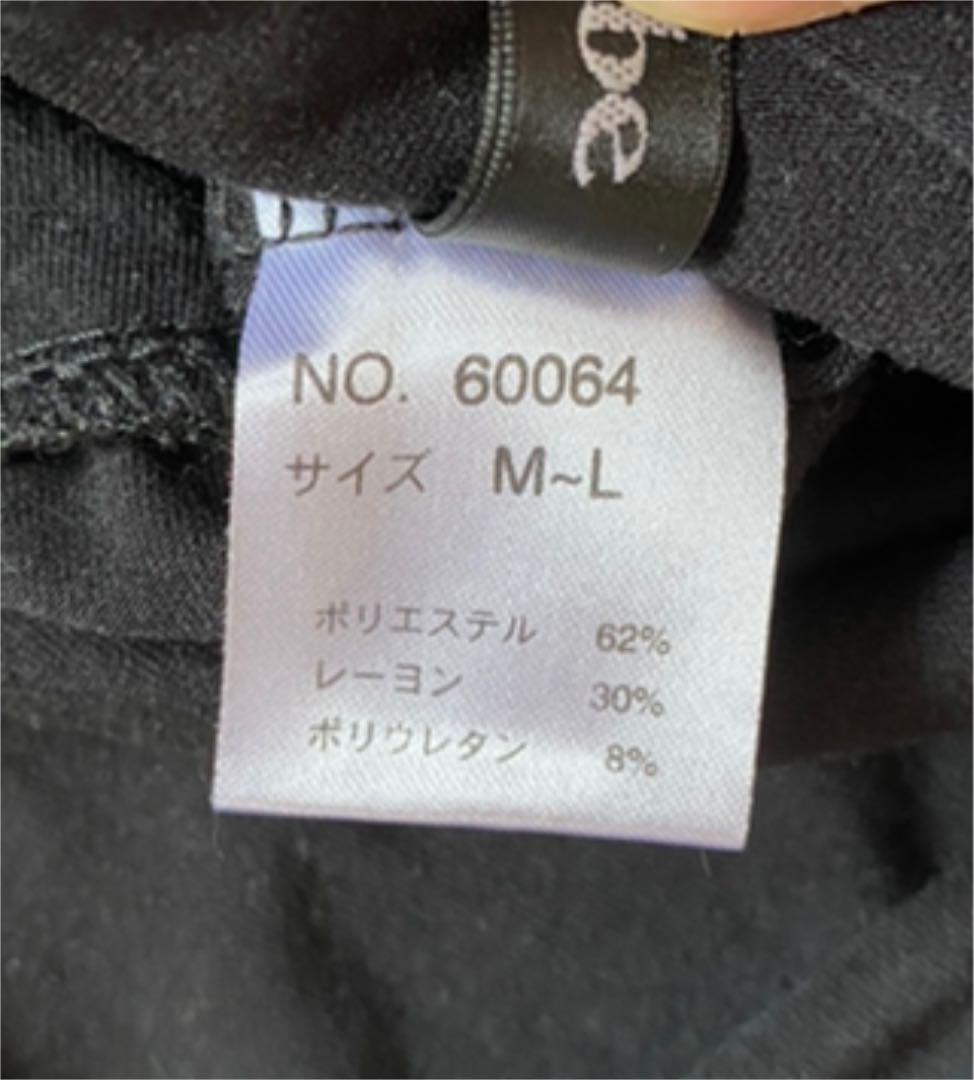 be
NO. 60064
サイズ M~L
ポリエステル 62%
レーヨン 30%
ポリウレタン 8%